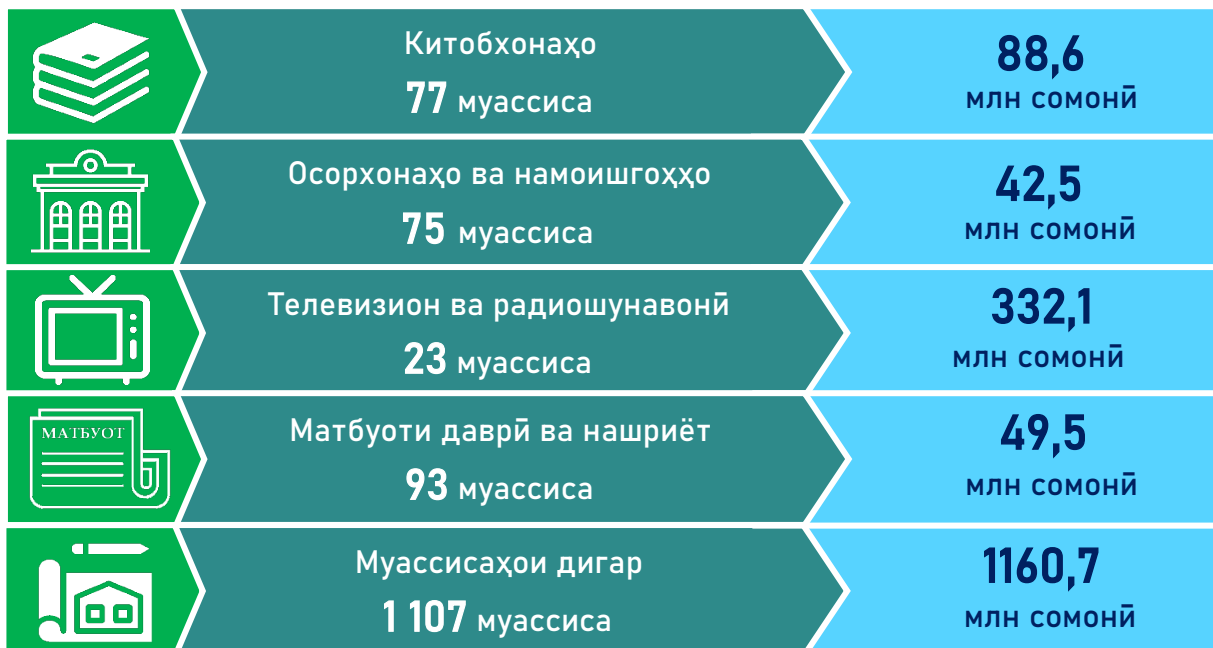 Китобхонаҳо
77 муассиса
88,6
млн сомонӣ
Осорхонаҳо ва намоишгоҳҳо
75 муассиса
42,5
млн сомонӣ
Телевизион ва радиошунавонӣ
23 муассиса
332,1
млн сомонӣ
МАТБУОТ
Матбуоти даврӣ ва нашриёт
93 муассиса
49,5
млн сомонӣ
Муассисаҳои дигар
1 107 муассиса
1160,7
млн сомонӣ